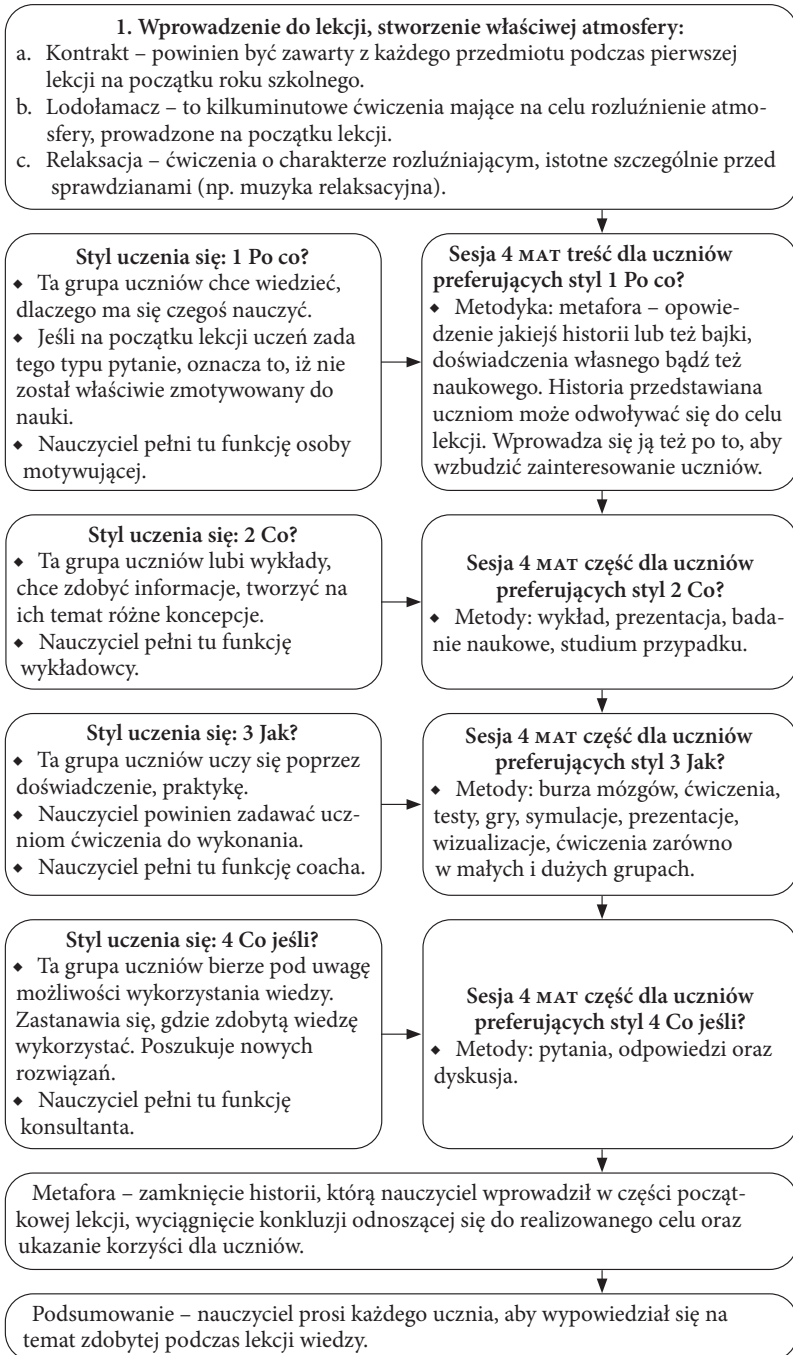 1. Wprowadzenie do lekcji, stworzenie właściwej atmosfery:
a. Kontrakt – powinien być zawarty z każdego przedmiotu podczas pierwszej
lekcji na początku roku szkolnego.
b. Lodołamacz – to kilkuminutowe ćwiczenia mające na celu rozluźnienie atmo-
sfery, prowadzone na początku lekcji.
c. Relaksacja – ćwiczenia o charakterze rozluźniającym, istotne szczególnie przed
sprawdzianami (np. muzyka relaksacyjna).
Styl uczenia się: 1 Po co?
◆ Ta grupa uczniów chce wiedzieć,
dlaczego ma się czegoś nauczyć.
◆ Jeśli na początku lekcji uczeń zada
tego typu pytanie, oznacza to, iż nie
został właściwie zmotywowany do
nauki.
◆ Nauczyciel pełni tu funkcję osoby
motywującej.
Sesja 4 MAT treść dla uczniów
preferujących styl 1 Po co?
◆ Metodyka: metafora – opowie-
dzenie jakiejś historii lub też bajki,
doświadczenia własnego bądź też
naukowego. Historia przedstawiana
uczniom może odwoływać się do celu
lekcji. Wprowadza się ją też po to, aby
wzbudzić zainteresowanie uczniów.
Styl uczenia się: 2 Co?
◆ Ta grupa uczniów lubi wykłady,
chce zdobyć informacje, tworzyć na
ich temat różne koncepcje.
◆ Nauczyciel pełni tu funkcję
wykładowcy.
Sesja 4 MAT część dla uczniów
preferujących styl 2 Co?
◆ Metody: wykład, prezentacja, bada-
nie naukowe, studium przypadku.
Styl uczenia się: 3 Jak?
◆ Ta grupa uczniów uczy się poprzez
doświadczenie, praktykę.
◆ Nauczyciel powinien zadawać ucz-
niom ćwiczenia do wykonania.
◆ Nauczyciel pełni tu funkcję coacha.
Sesja 4 MAT część dla uczniów
preferujących styl 3 Jak?
◆ Metody: burza mózgów, ćwiczenia,
testy, gry, symulacje, prezentacje,
wizualizacje, ćwiczenia zarówno
w małych i dużych grupach.
Styl uczenia się: 4 Co jeśli?
◆ Ta grupa uczniów bierze pod uwagę
możliwości wykorzystania wiedzy.
Zastanawia się, gdzie zdobytą wiedzę
wykorzystać. Poszukuje nowych
rozwiązań.
◆ Nauczyciel pełni tu funkcję
konsultanta.
Sesja 4 MAT część dla uczniów
preferujących styl 4 Co jeśli?
◆ Metody: pytania, odpowiedzi oraz
dyskusja.
Metafora – zamknięcie historii, którą nauczyciel wprowadził w części począt-
kowej lekcji, wyciągnięcie konkluzji odnoszącej się do realizowanego celu oraz
ukazanie korzyści dla uczniów.
Podsumowanie – nauczyciel prosi każdego ucznia, aby wypowiedział się na
temat zdobytej podczas lekcji wiedzy.